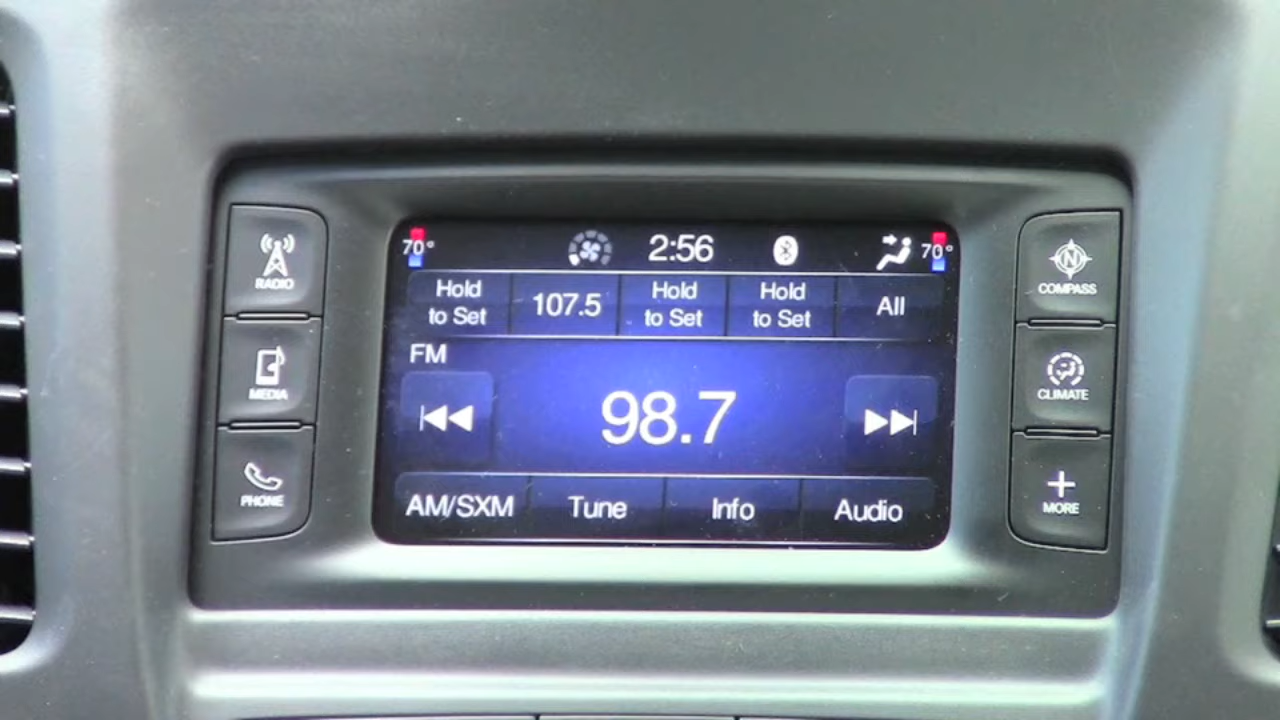 70° 2:56 70°
Hold to Set 107.5 Hold to Set Hold to Set All
FM
98.7
AM/SXM Tune Info Audio
RADIO
MEDIA
PHONE
N
COMPASS
CLIMATE
MORE